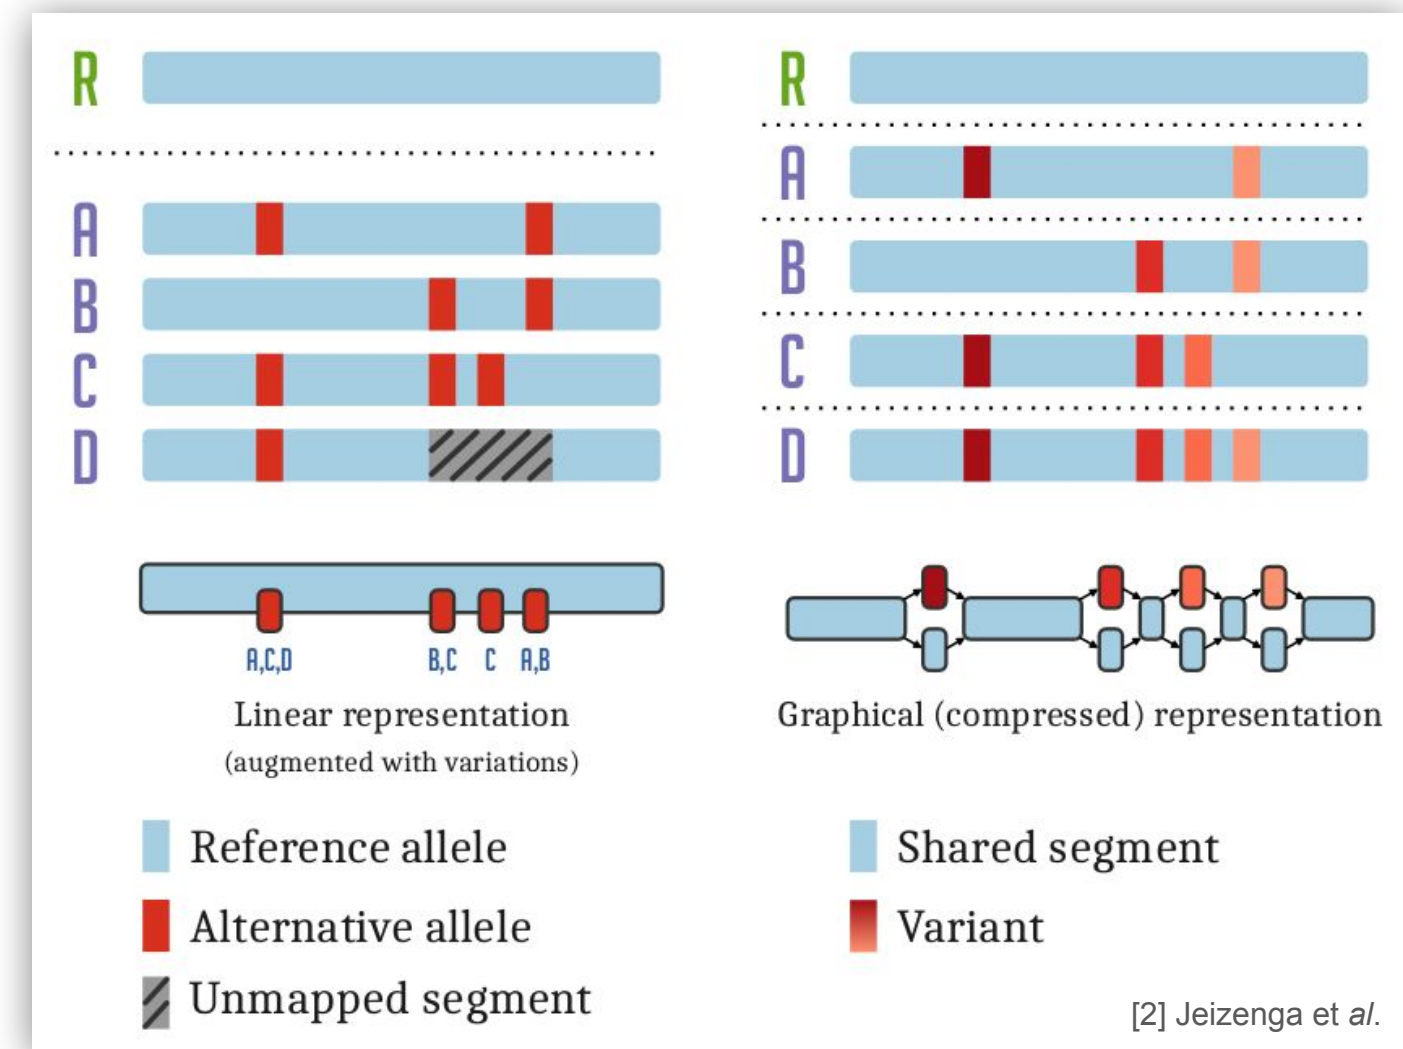 R
A
B
C
D
A,C,D
B,C
C
A,B
Linear representation
(augmented with variations)
Reference allele
Alternative allele
Unmapped segment
R
A
B
C
D
Graphical (compressed) representation
Shared segment
Variant
[2] Jeizenga et al.